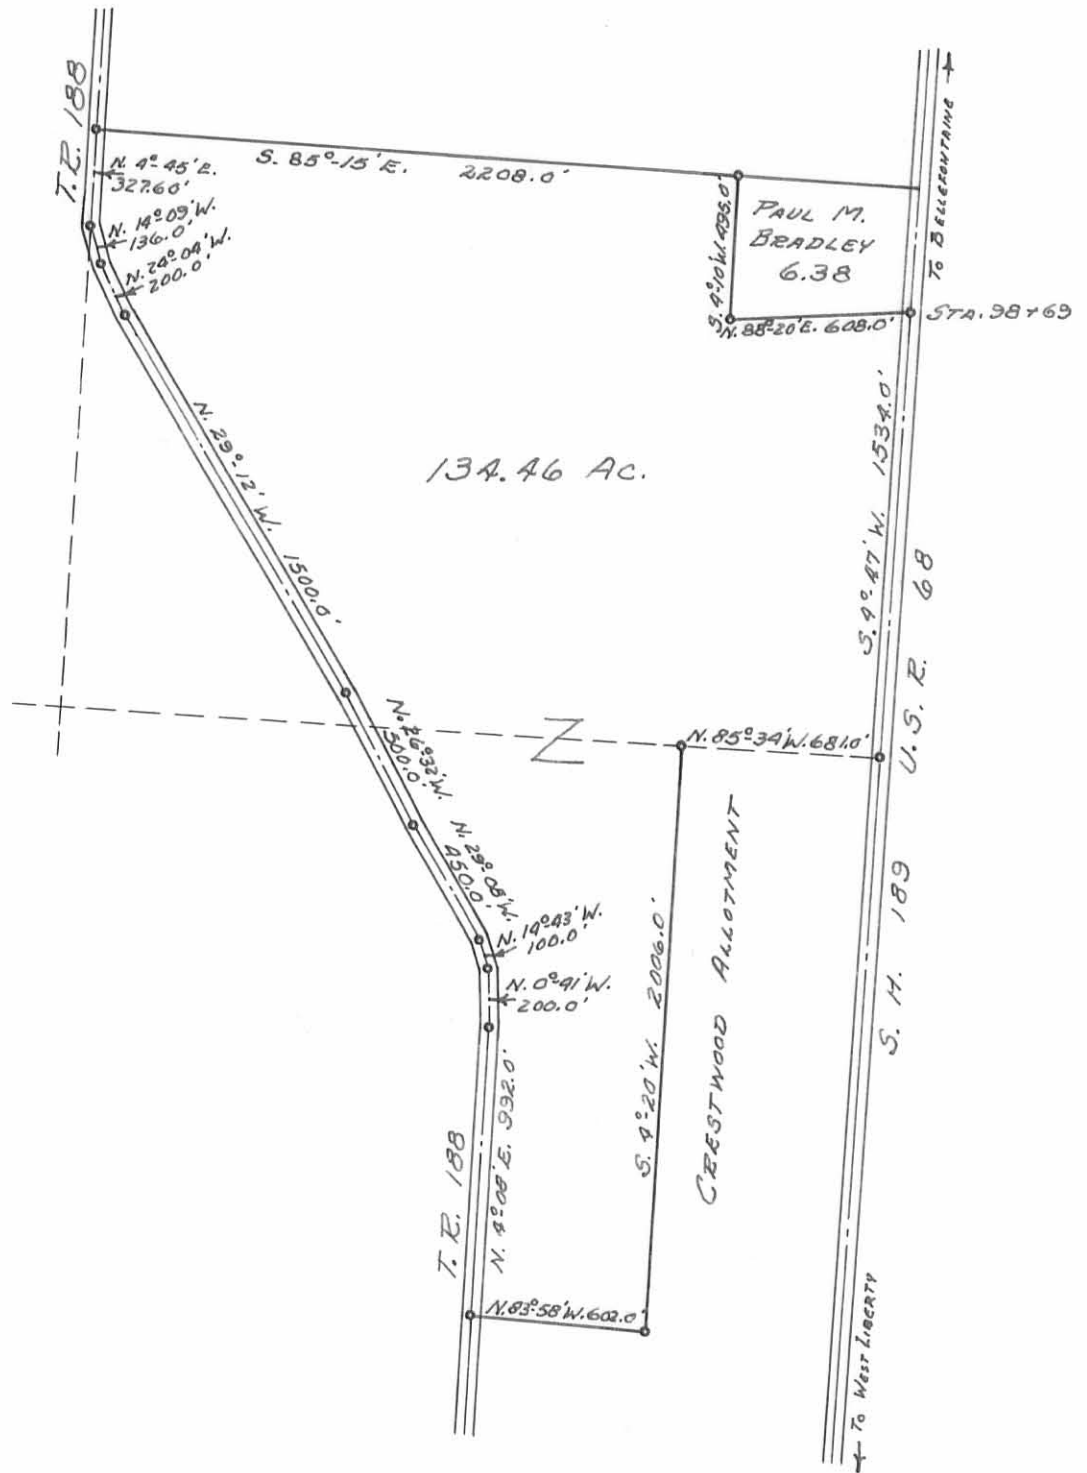 T.R. 188
N. 4°-45'E.
327.60'
S. 85°-15'E. 2208.0'
N. 14°-09'W.
136.0'
N. 24°-04'W.
200.0'
S. 4°-10'W. 495.0'
PAUL M.
BRADLEY
6.38
N. 88°-20'E. 608.0'
STA. 98+69
TO BELLEFONTAINE
N. 29°-12'W. 1500.0'
134.46 AC.
S. 4°-47'W. 1534.0'
U.S.R. 68
N. 26°-32'W.
500.0'
Z
N. 85°-34'W. 681.0'
N. 29°-08'W.
450.0'
N. 14°-43'W.
100.0'
N. 0°-41'W.
200.0'
S. 4°-20'W. 2006.0'
CRESTWOOD ALLOTMENT
S.H. 189
T.R. 188
N. 4°-08'E. 992.0'
N. 83°-58'W. 602.0'
TO WEST LIBERTY